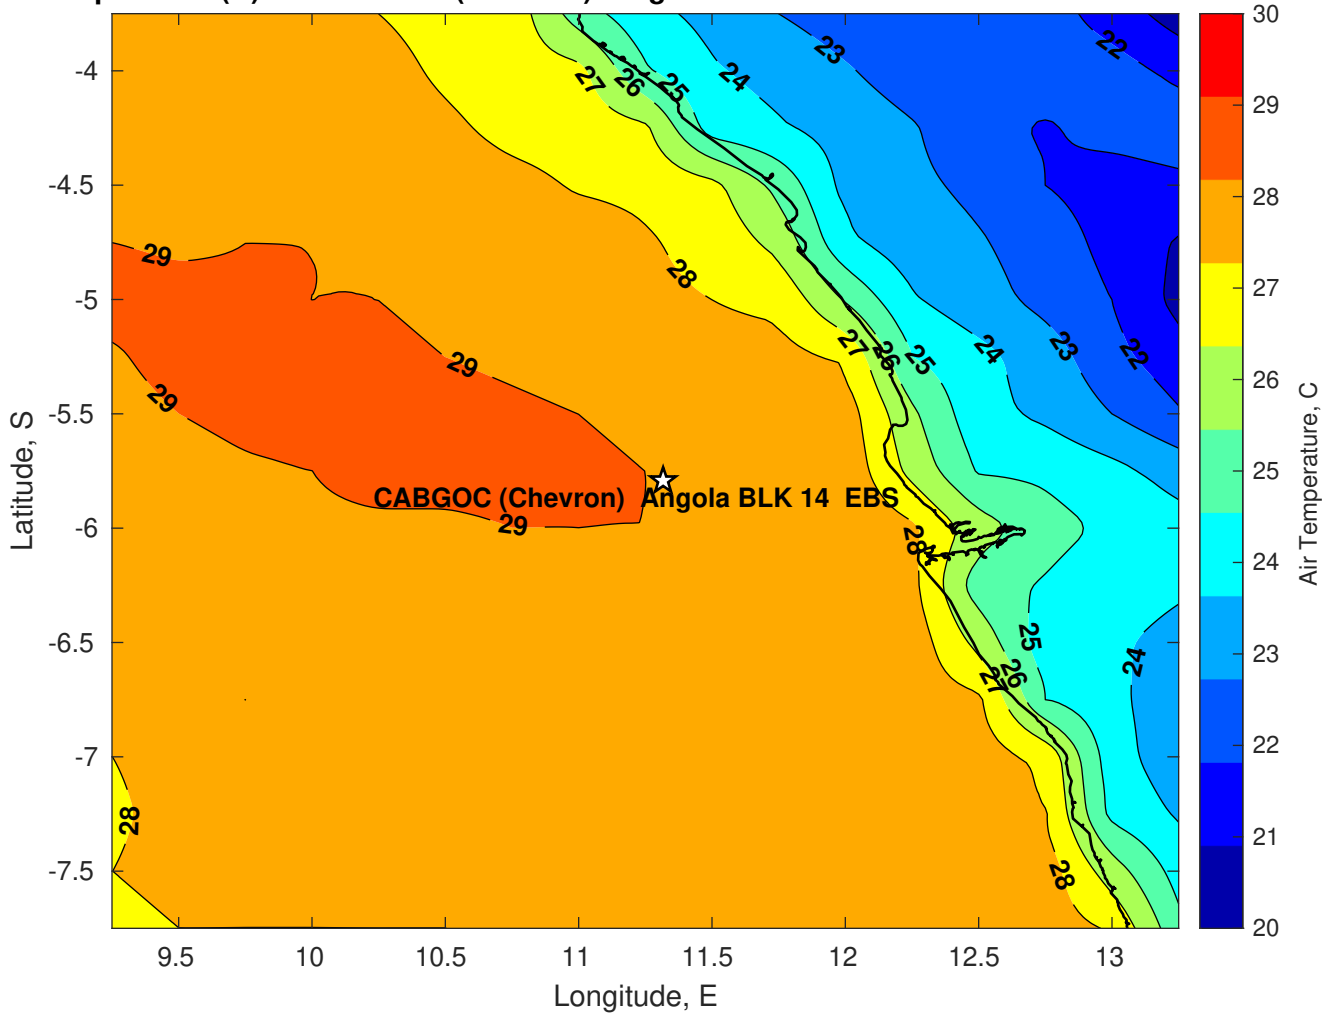 30
29
28
27
26
25
24
23
22
21
20
Air Temperature, C
-4
-4.5
-5
-5.5
-6
-6.5
-7
-7.5
Latitude, S
9.5 10 10.5 11 11.5 12 12.5 13
Longitude, E
27 26 25 24 23 22
29 28
29 27 26 25 24 23 22
29
CABGOC (Chevron) Angola BLK 14 EBS
29 28
27 26 25 24
28 28